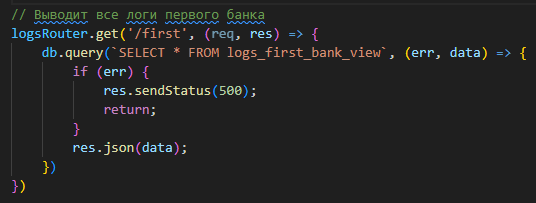 // Выводит все логи первого банка
logsRouter.get('/first', (req, res) => {
    db.query(`SELECT * FROM logs_first_bank_view`, (err, data) => {
        if (err) {
            res.sendStatus(500);
            return;
        }
        res.json(data);
    })
})